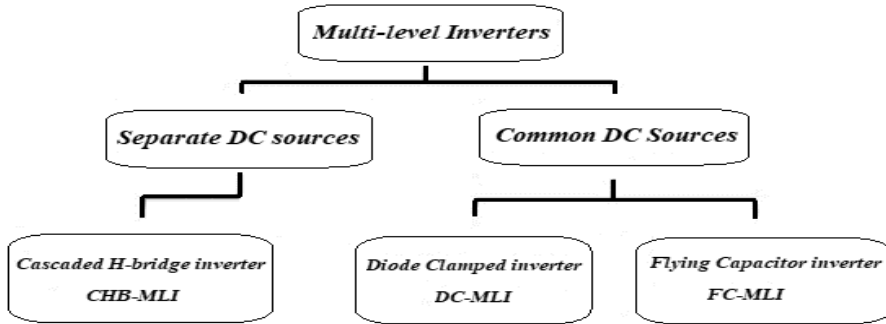 Multi-level Inverters
Separate DC sources
Common DC Sources
Cascaded H-bridge inverter
CHB-MLI
Diode Clamped inverter
DC-MLI
Flying Capacitor inverter
FC-MLI